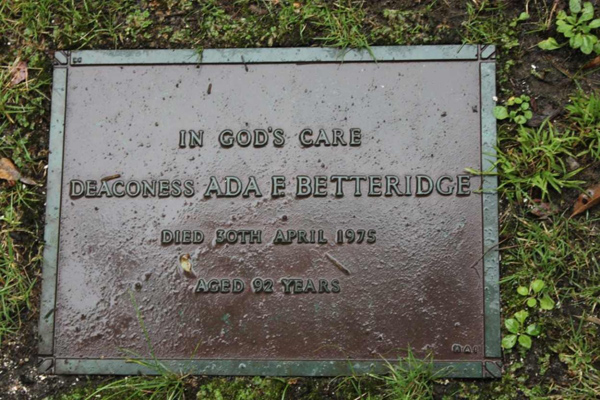 IN GOD'S CARE
DEACONESS ADA E BETTERIDGE
DIED 30TH APRIL 1975
AGED 92 YEARS